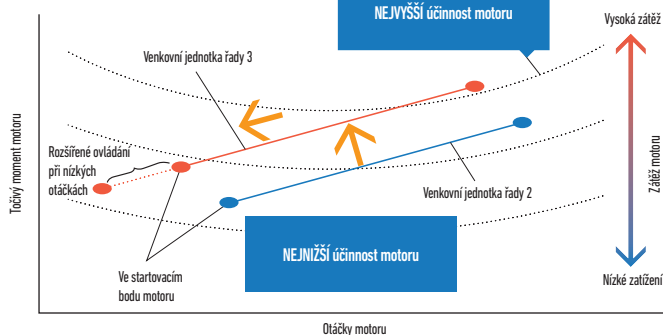 NEJVYŠŠÍ účinnost motoru
Vysoká zátěž
Venkovní jednotka řady 3
Točivý moment motoru
Rozšířené ovládání
při nízkých
otáčkách
Zátěž motoru
Venkovní jednotka řady 2
NEJNIŽŠÍ účinnost motoru
Ve startovacím
bodu motoru
Nízké zatížení
Otáčky motoru